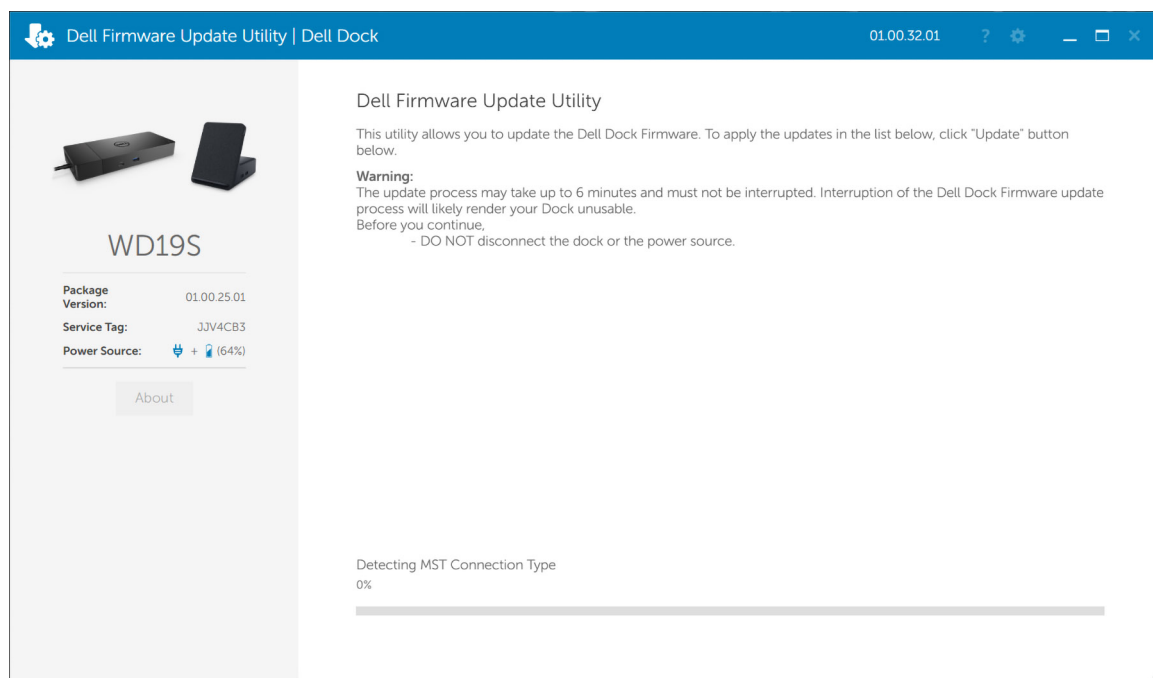 Dell Firmware Update Utility | Dell Dock
01.00.32.01
?
Dell Firmware Update Utility
This utility allows you to update the Dell Dock Firmware. To apply the updates in the list below, click "Update" button
below.
Warning:
The update process may take up to 6 minutes and must not be interrupted. Interruption of the Dell Dock Firmware update
process will likely render your Dock unusable.
Before you continue,
- DO NOT disconnect the dock or the power source.
WD19S
Package
Version:
01.00.25.01
Service Tag:
JJV4CB3
Power Source:
+ (64%)
About
Detecting MST Connection Type
0%